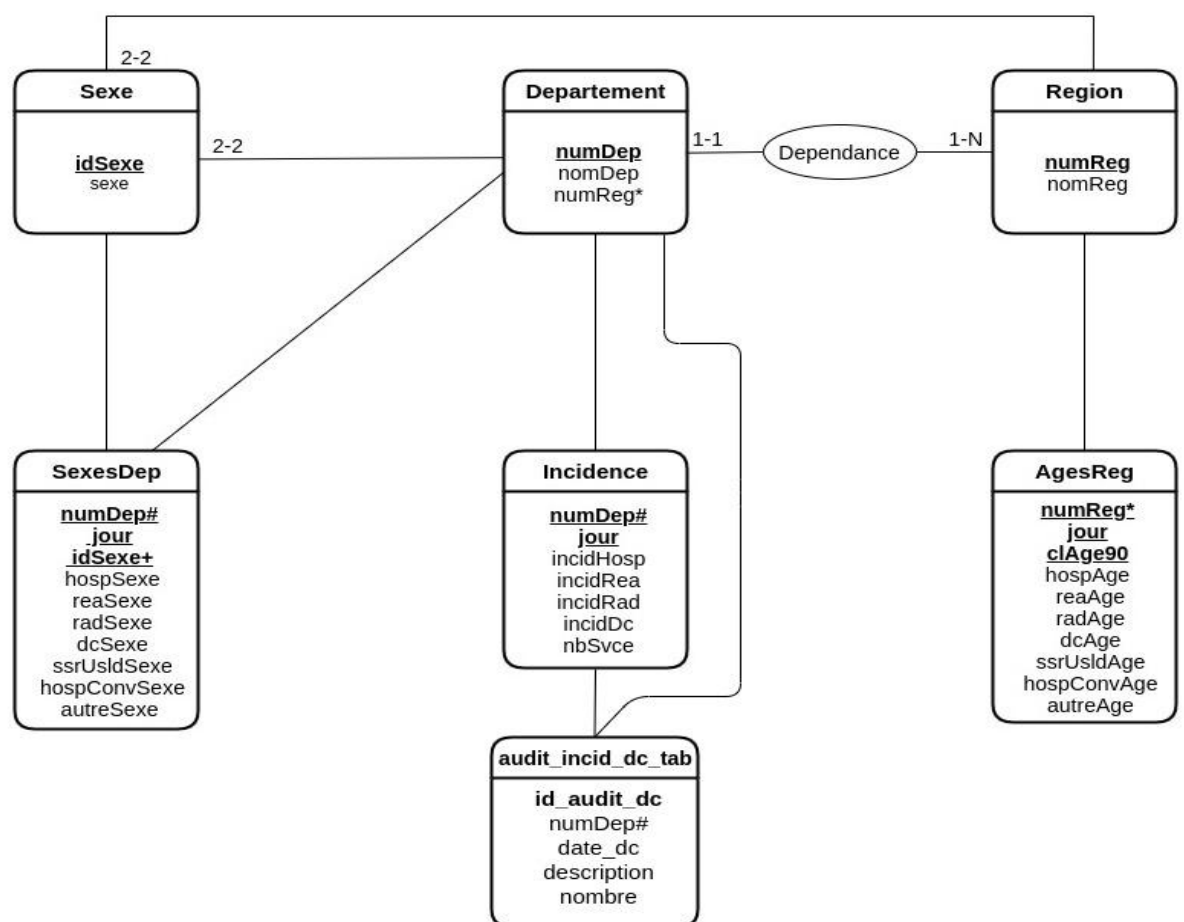 2-2
Sexe
idSexe
sexe
2-2
Departement
numDep
nomDep
numReg*
1-1
Dependance
1-N
Region
numReg
nomReg
SexesDep
numDep#
jour
idSexe+
hospSexe
reaSexe
radSexe
dcSexe
ssrUsldSexe
hospConvSexe
autreSexe
Incidence
numDep#
jour
incidHosp
incidRea
incidRad
incidDc
nbSvce
AgesReg
numReg*
jour
clAge90
hospAge
reaAge
radAge
dcAge
ssrUsldAge
hospConvAge
autreAge
audit_incid_dc_tab
id_audit_dc
numDep#
date_dc
description
nombre